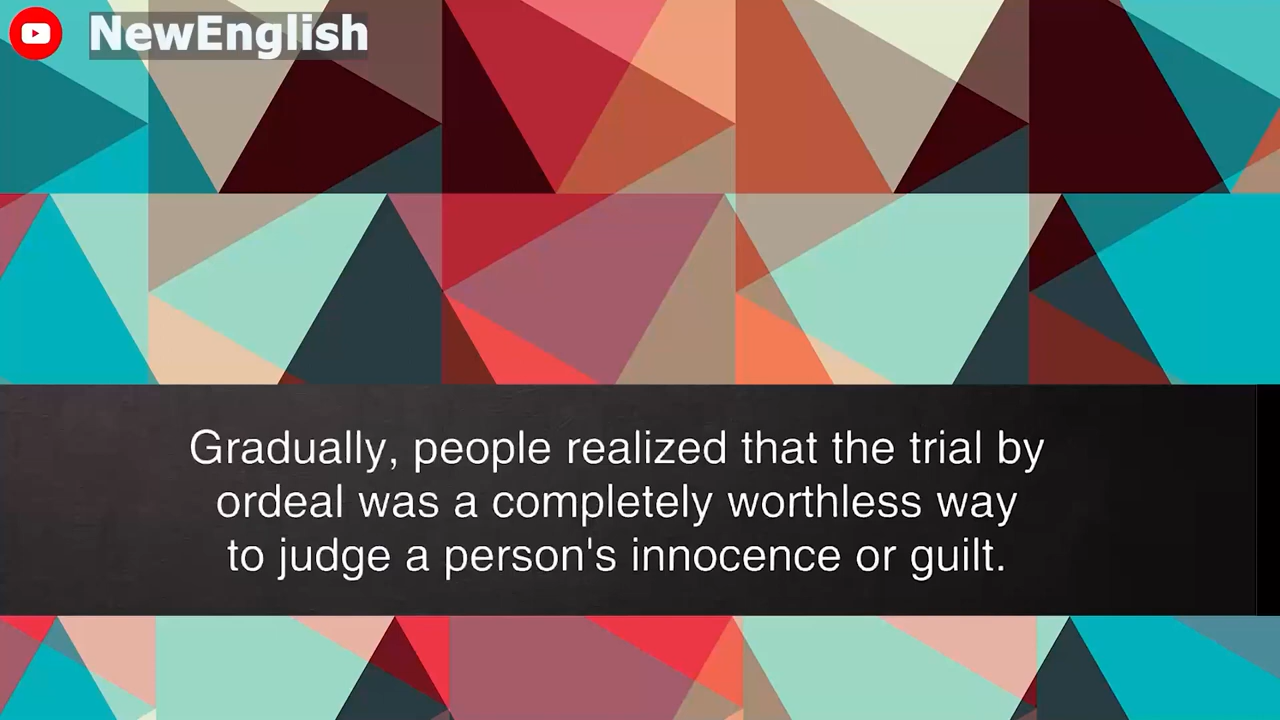 NewEnglish
Gradually, people realized that the trial by
ordeal was a completely worthless way
to judge a person's innocence or guilt.